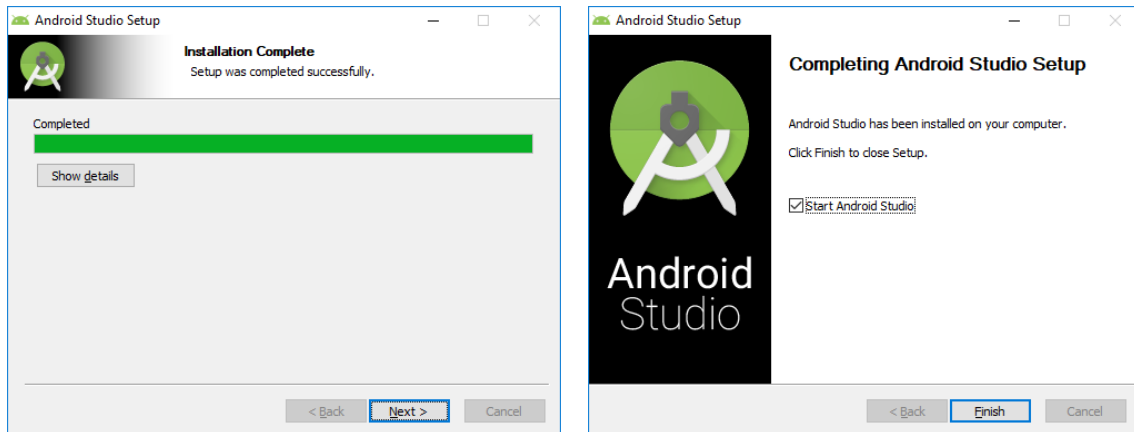 Android Studio Setup
Installation Complete
Setup was completed successfully.
Completed
Show details
< Back
Next >
Cancel
Android Studio Setup
Android
Studio
Completing Android Studio Setup
Android Studio has been installed on your computer.
Click Finish to close Setup.
Start Android Studio
< Back
Finish
Cancel